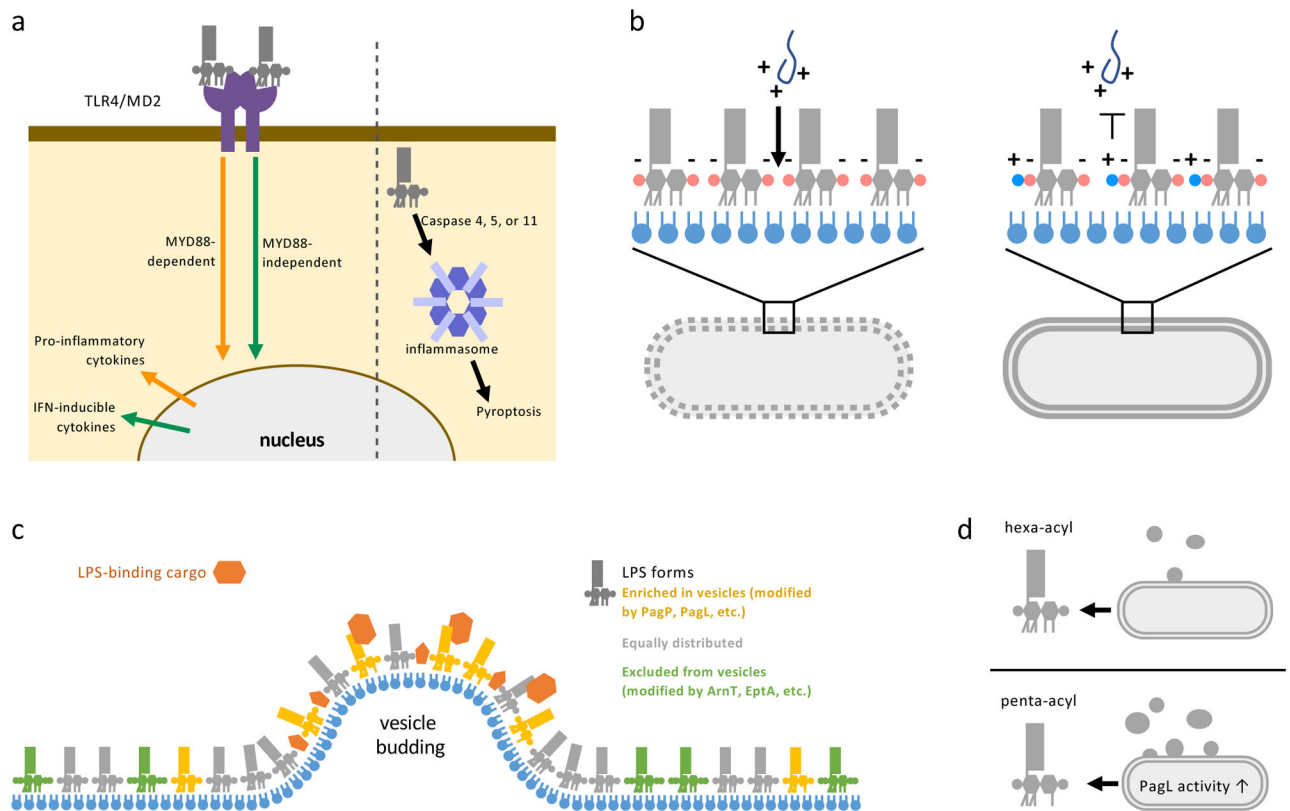 a
TLR4/MD2
MYD88-
dependent
MYD88-
independent
Caspase 4, 5, or 11
inflammasome
Pyroptosis
Pro-inflammatory
cytokines
IFN-inducible
cytokines
nucleus
b
+ + +
- - - - - -
+ + +
+ - - + - + - -
c
LPS-binding cargo
LPS forms
Enriched in vesicles (modified
by PagP, PagL, etc.)
Equally distributed
Excluded from vesicles
(modified by ArnT, EptA, etc.)
vesicle
budding
d
hexa-acyl
penta-acyl
PagL activity ↑